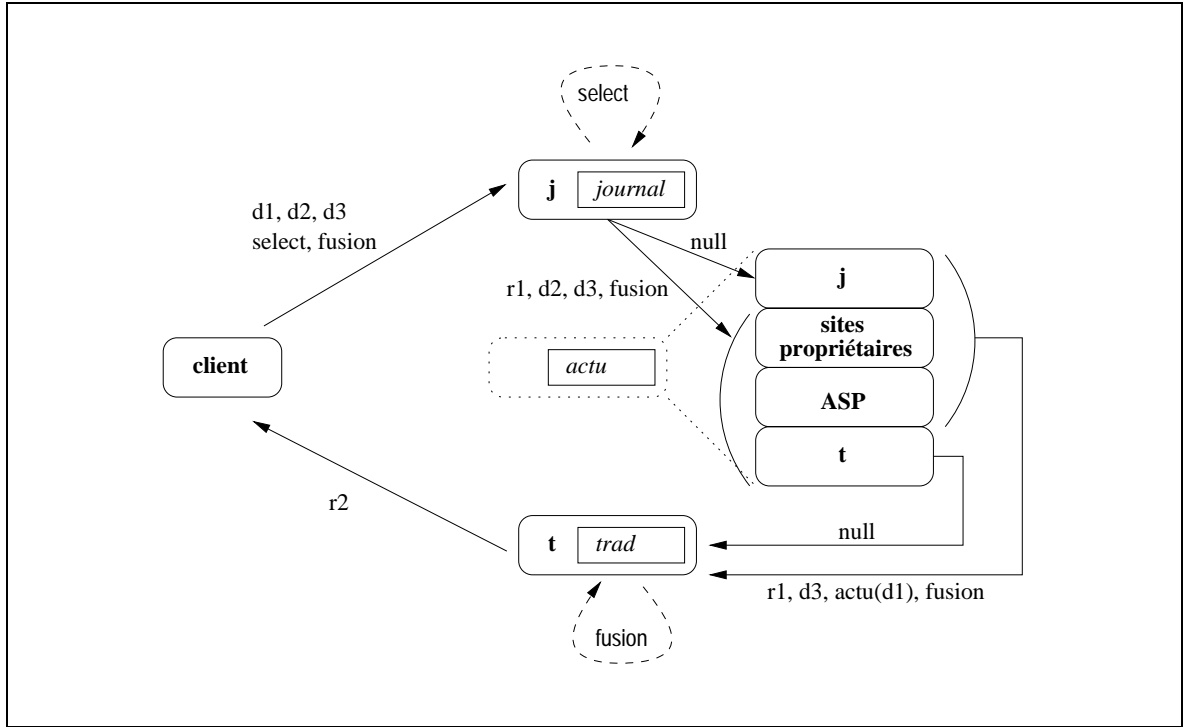 select
j journal
d1, d2, d3
select, fusion
null
r1, d2, d3, fusion
j
sites
propriétaires
client
actu
ASP
t
r2
t trad
null
r1, d3, actu(d1), fusion
fusion